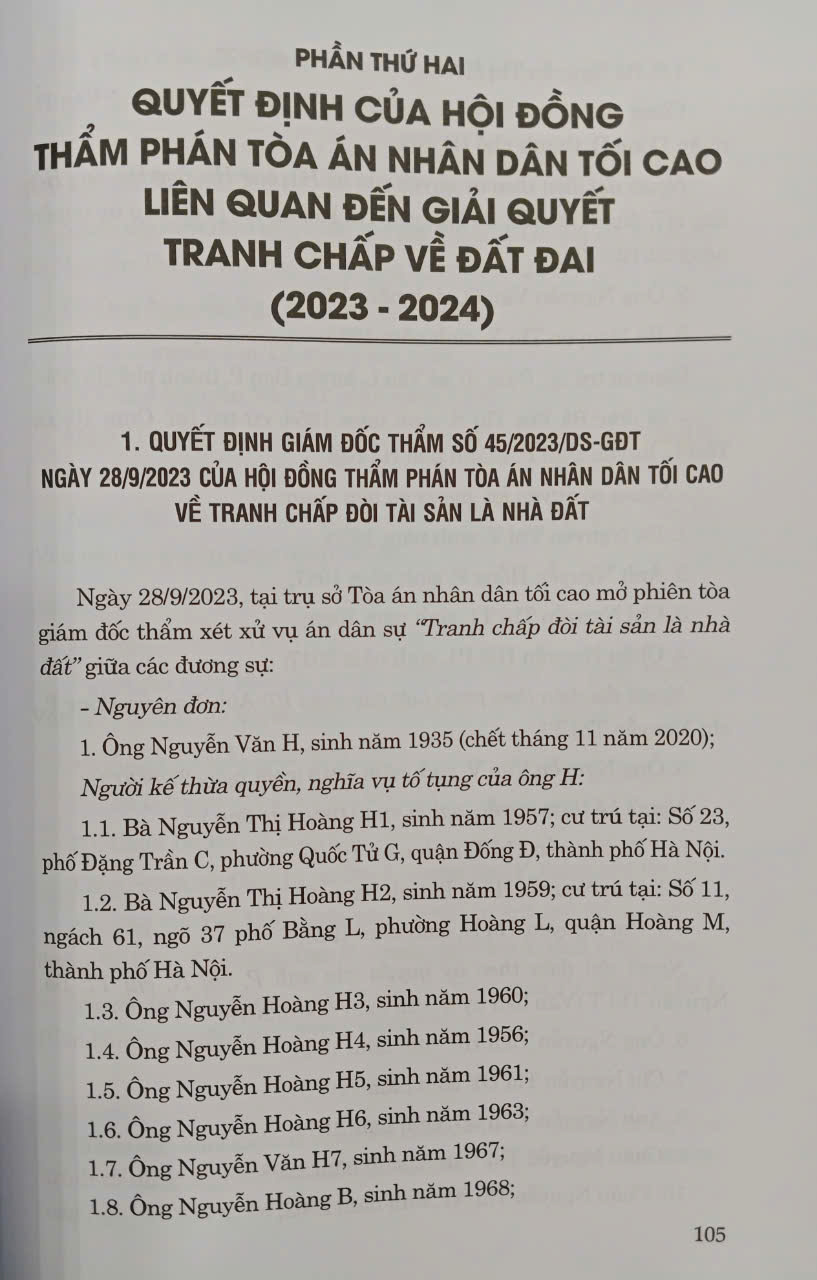 PHẦN THỨ HAI
QUYẾT ĐỊNH CỦA HỘI ĐỒNG
THẨM PHÁN TÒA ÁN NHÂN DÂN TỐI CAO
LIÊN QUAN ĐẾN GIẢI QUYẾT
TRANH CHẤP VỀ ĐẤT ĐAI
(2023 - 2024)
1. QUYẾT ĐỊNH GIÁM ĐỐC THẨM SỐ 45/2023/DS-GĐT
NGÀY 28/9/2023 CỦA HỘI ĐỒNG THẨM PHÁN TÒA ÁN NHÂN DÂN TỐI CAO
VỀ TRANH CHẤP ĐÒI TÀI SẢN LÀ NHÀ ĐẤT
Ngày 28/9/2023, tại trụ sở Tòa án nhân dân tối cao mở phiên tòa
giám đốc thẩm xét xử vụ án dân sự "Tranh chấp đòi tài sản là nhà
đất" giữa các đương sự:
- Nguyên đơn:
1. Ông Nguyễn Văn H, sinh năm 1935 (chết tháng 11 năm 2020);
Người kế thừa quyền, nghĩa vụ tố tụng của ông H:
1.1. Bà Nguyễn Thị Hoàng H1, sinh năm 1957; cư trú tại: Số 23,
phố Đặng Trần C, phường Quốc Tử G, quận Đống Đ, thành phố Hà Nội.
1.2. Bà Nguyễn Thị Hoàng H2, sinh năm 1959; cư trú tại: Số 11,
ngách 61, ngõ 37 phố Bằng L, phường Hoàng L, quận Hoàng M,
thành phố Hà Nội.
1.3. Ông Nguyễn Hoàng H3, sinh năm 1960;
1.4. Ông Nguyễn Hoàng H4, sinh năm 1956;
1.5. Ông Nguyễn Hoàng H5, sinh năm 1961;
1.6. Ông Nguyễn Hoàng H6, sinh năm 1963;
1.7. Ông Nguyễn Văn H7, sinh năm 1967;
1.8. Ông Nguyễn Hoàng B, sinh năm 1968;
105